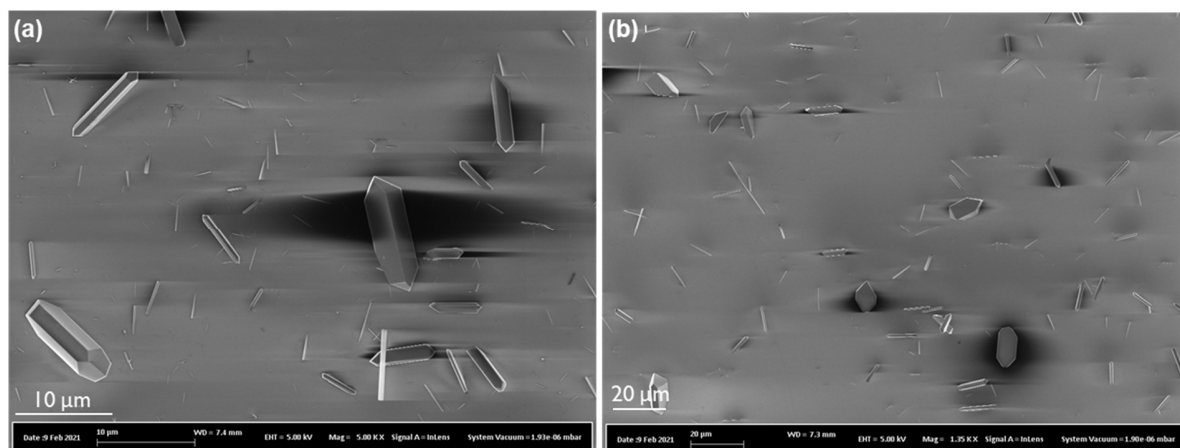 (a)
10 µm
Date :9 Feb 2021
10 µm
WD = 7.4 mm
EHT = 5.00 kV
Mag = 5.00 K X
Signal A = InLens
System Vacuum = 1.93e-06 mbar
(b)
20 µm
Date :9 Feb 2021
20 µm
WD = 7.3 mm
EHT = 5.00 kV
Mag = 1.35 K X
Signal A = InLens
System Vacuum = 1.90e-06 mbar